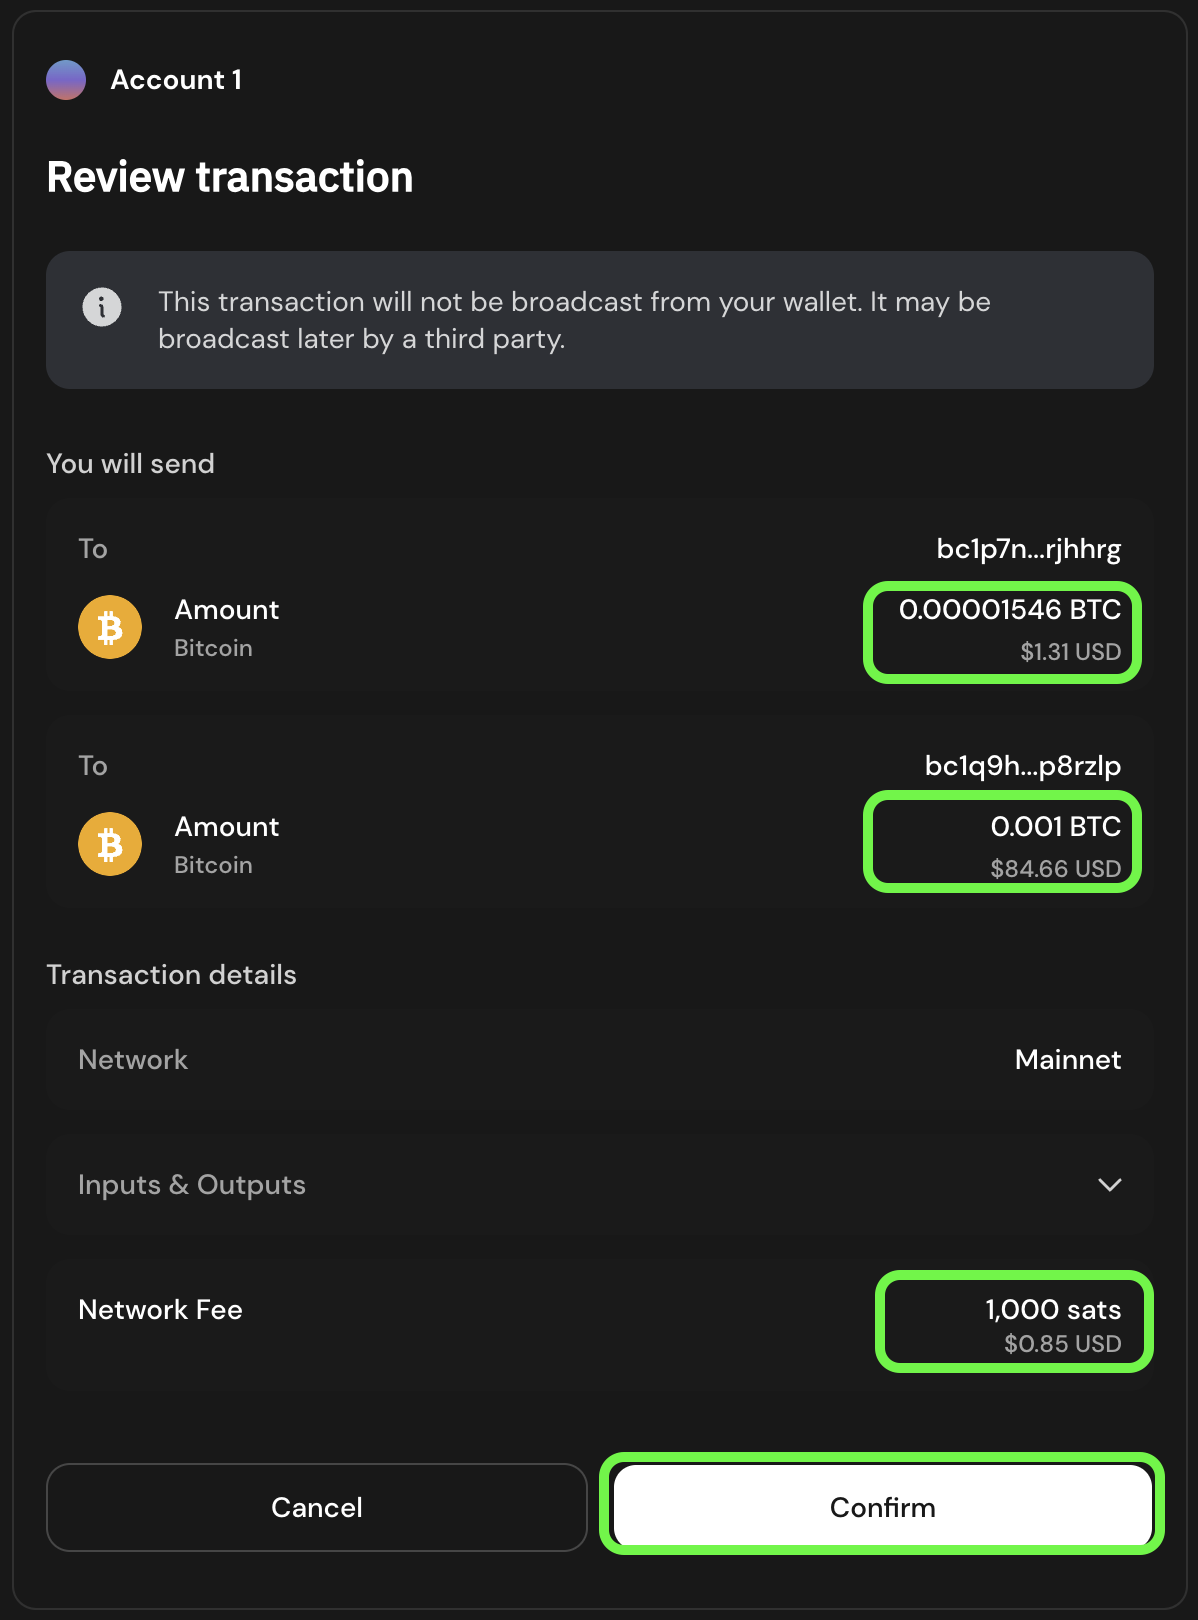 Account 1
Review transaction
This transaction will not be broadcast from your wallet. It may be
broadcast later by a third party.
You will send
To bc1p7n...rjhhrg
Amount 0.00001546 BTC
Bitcoin $1.31 USD
To bc1q9h...p8rzlp
Amount 0.001 BTC
Bitcoin $84.66 USD
Transaction details
Network Mainnet
Inputs & Outputs
Network Fee 1,000 sats
$0.85 USD
Cancel Confirm